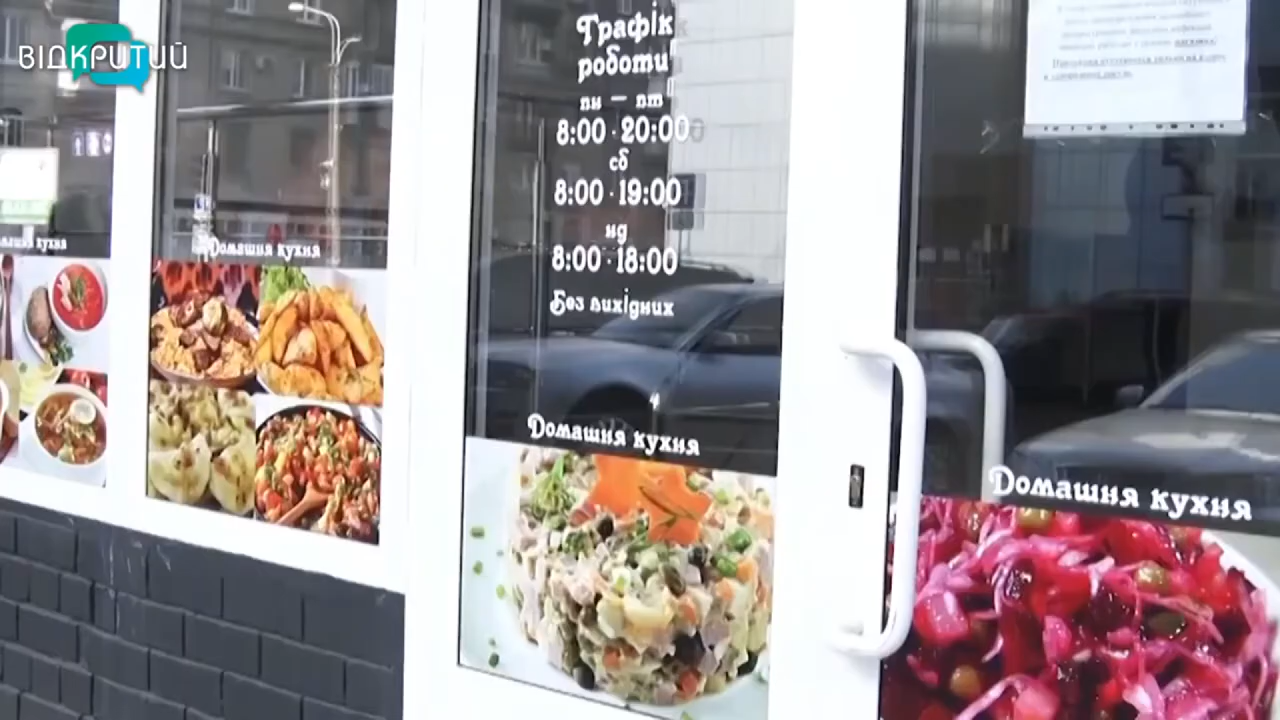 ВІДКРИТИЙ
Графік
роботи
пн — пт
8:00 · 20:00
сб
8:00 · 19:00
нд
8:00 · 18:00
Без вихідних
кухня
Домашня кухня
Домашня кухня
Домашня кухня